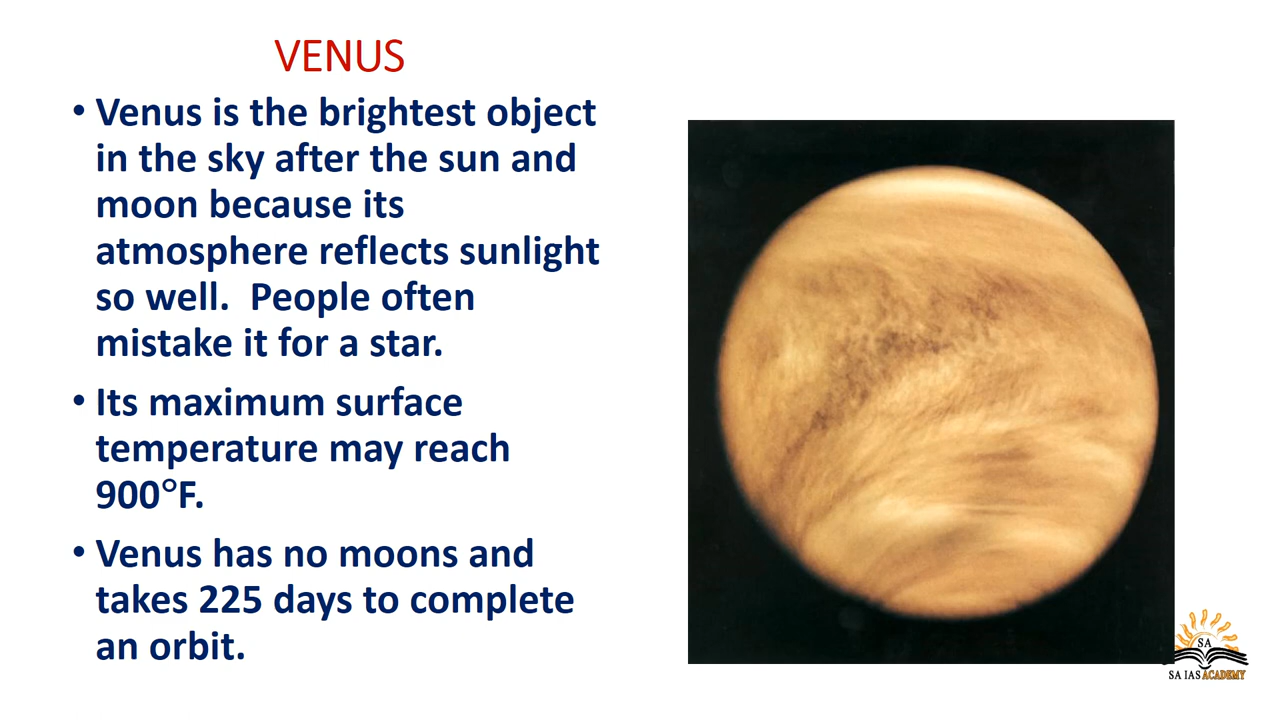 VENUS
• Venus is the brightest object
in the sky after the sun and
moon because its
atmosphere reflects sunlight
so well.  People often
mistake it for a star.
• Its maximum surface
temperature may reach
900°F.
• Venus has no moons and
takes 225 days to complete
an orbit.
SA
SA IAS ACADEMY